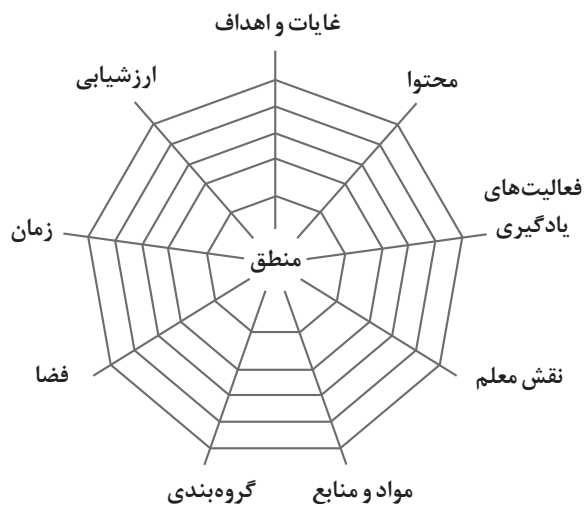 غایات و اهداف
محتوا
ارزشیابی
فعالیت‌های
یادگیری
زمان
منطق
نقش معلم
فضا
مواد و منابع
گروه‌بندی